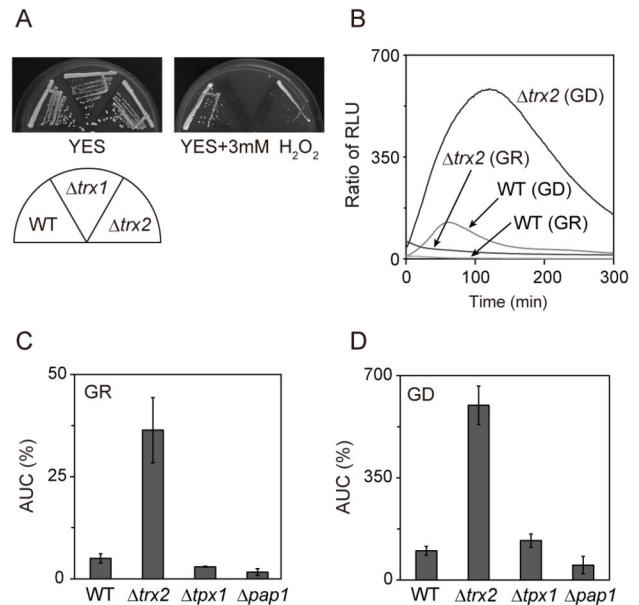 A
YES
YES+3mM H₂O₂
WT
Δtrx1
Δtrx2
B
Ratio of RLU
700
350
0
Δtrx2 (GD)
Δtrx2 (GR)
WT (GD)
WT (GR)
0 100 200 300
Time (min)
C
GR
AUC (%)
50
25
0
WT Δtrx2 Δtpx1 Δpap1
D
GD
AUC (%)
700
350
0
WT Δtrx2 Δtpx1 Δpap1